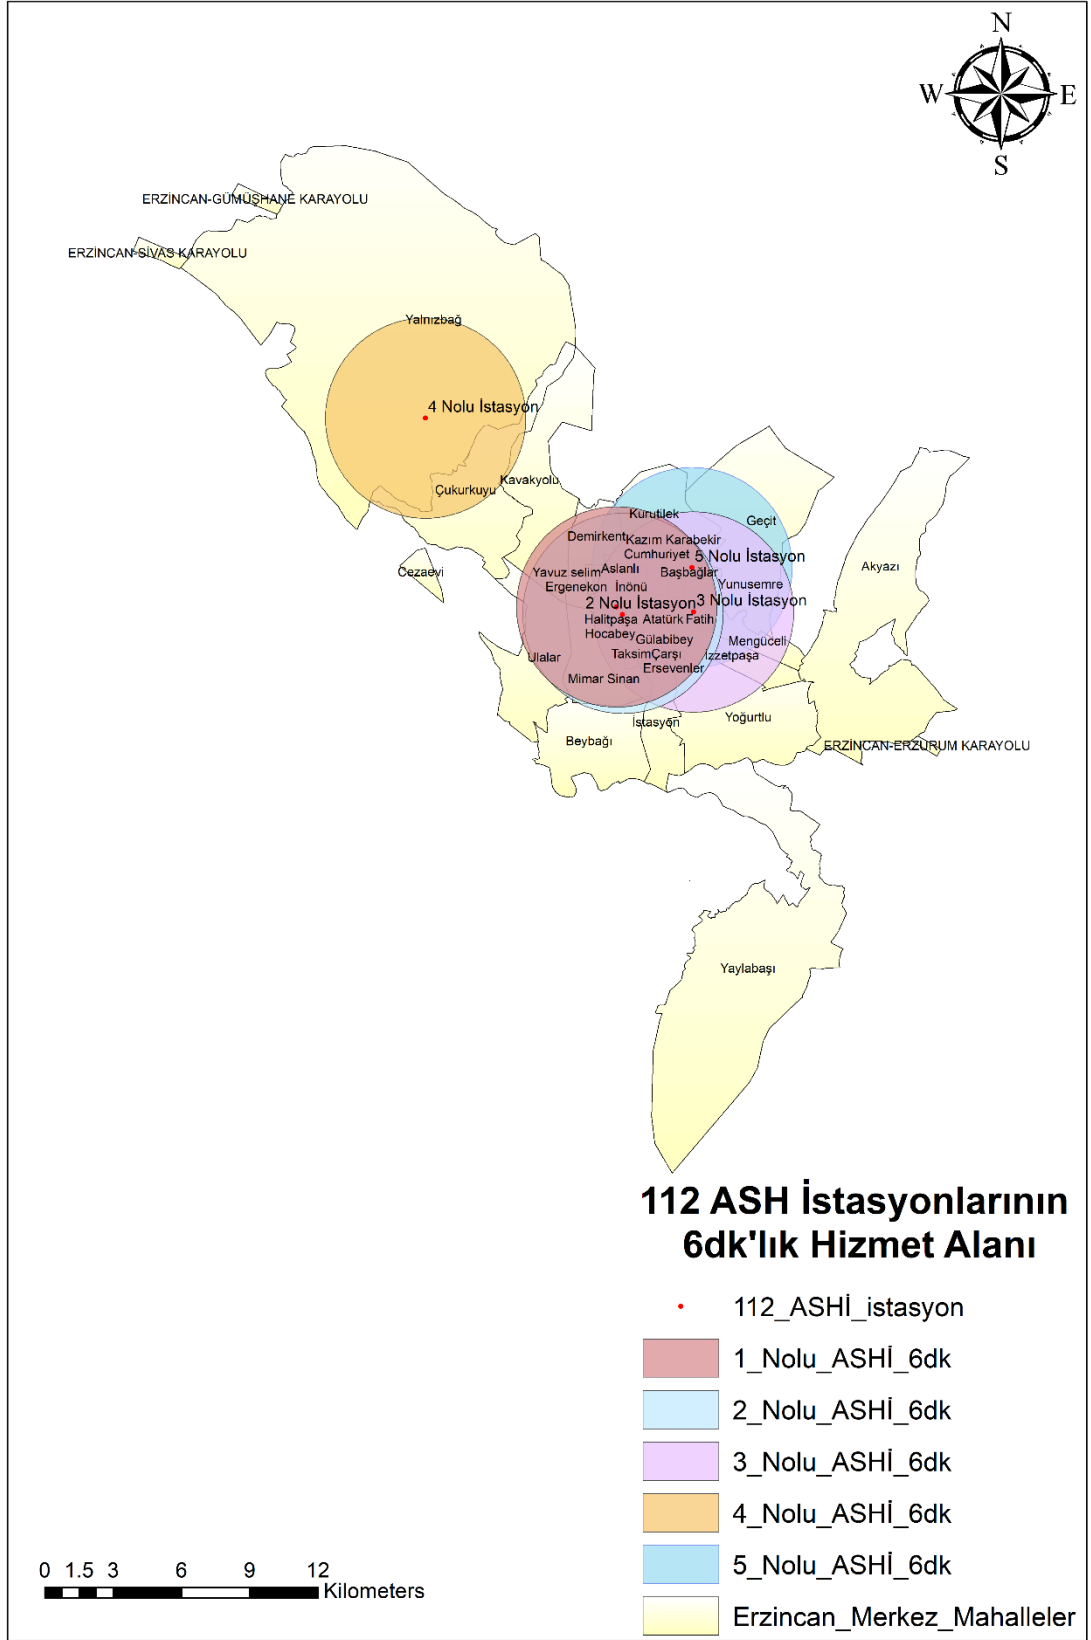 N
W E
S
ERZİNCAN-GÜMÜŞHANE KARAYOLU
ERZİNCAN-SİVAS KARAYOLU
Yalnızbağ
4 Nolu İstasyon
Kavakyolu
Çukurkuyu
Kurutilek
Geçit
Demirkent
Kazım Karabekir
Cumhuriyet
5 Nolu İstasyon
Cezaevi
Yavuz selim
Aslanlı
Başbağlar
Akyazı
Ergenekon
İnönü
Yunusemre
2 Nolu İstasyon
3 Nolu İstasyon
Halitpaşa
Atatürk
Fatih
Hocabey
Gülabibey
Mengüceli
Ulalar
Taksim
Çarşı
İzzetpaşa
Ersevenler
Mimar Sinan
İstasyon
Yoğurtlu
Beybağı
ERZİNCAN-ERZURUM KARAYOLU
Yaylabaşı
112 ASH İstasyonlarının
6dk'lık Hizmet Alanı
112_ASHİ_istasyon
1_Nolu_ASHİ_6dk
2_Nolu_ASHİ_6dk
3_Nolu_ASHİ_6dk
4_Nolu_ASHİ_6dk
5_Nolu_ASHİ_6dk
Erzincan_Merkez_Mahalleler
0 1.5 3 6 9 12
Kilometers